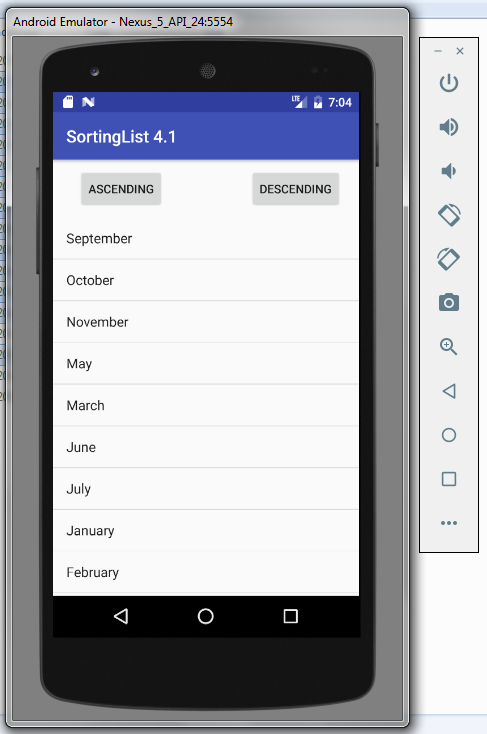 Android Emulator - Nexus_5_API_24:5554
LTE 7:04
SortingList 4.1
ASCENDING DESCENDING
September
October
November
May
March
June
July
January
February